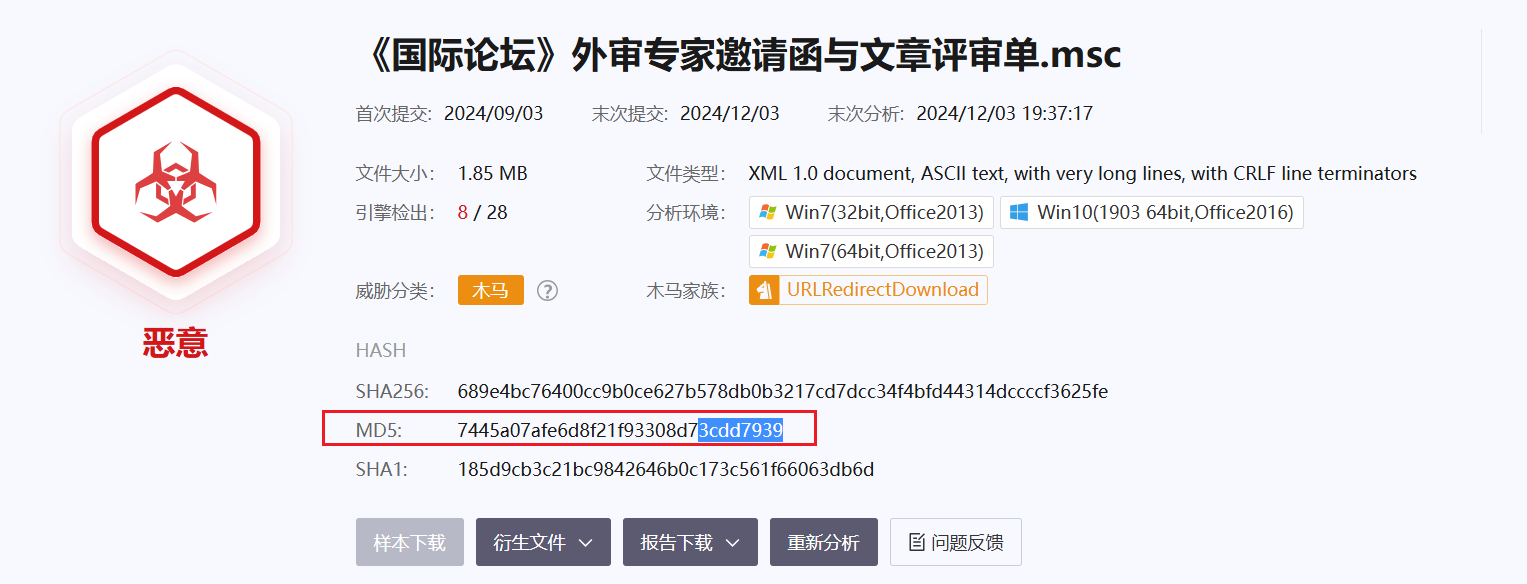 《国际论坛》外审专家邀请函与文章评审单.msc
首次提交: 2024/09/03 末次提交: 2024/12/03 末次分析: 2024/12/03 19:37:17
文件大小: 1.85 MB 文件类型: XML 1.0 document, ASCII text, with very long lines, with CRLF line terminators
引擎检出: 8 / 28 分析环境: Win7(32bit,Office2013) Win10(1903 64bit,Office2016)
Win7(64bit,Office2013)
威胁分类: 木马 ? 木马家族: URLRedirectDownload
恶意
HASH
SHA256: 689e4bc76400cc9b0ce627b578db0b3217cd7dcc34f4bfd44314dccccf3625fe
MD5: 7445a07afe6d8f21f93308d73cdd7939
SHA1: 185d9cb3c21bc9842646b0c173c561f66063db6d
样本下载 衍生文件 报告下载 重新分析 问题反馈